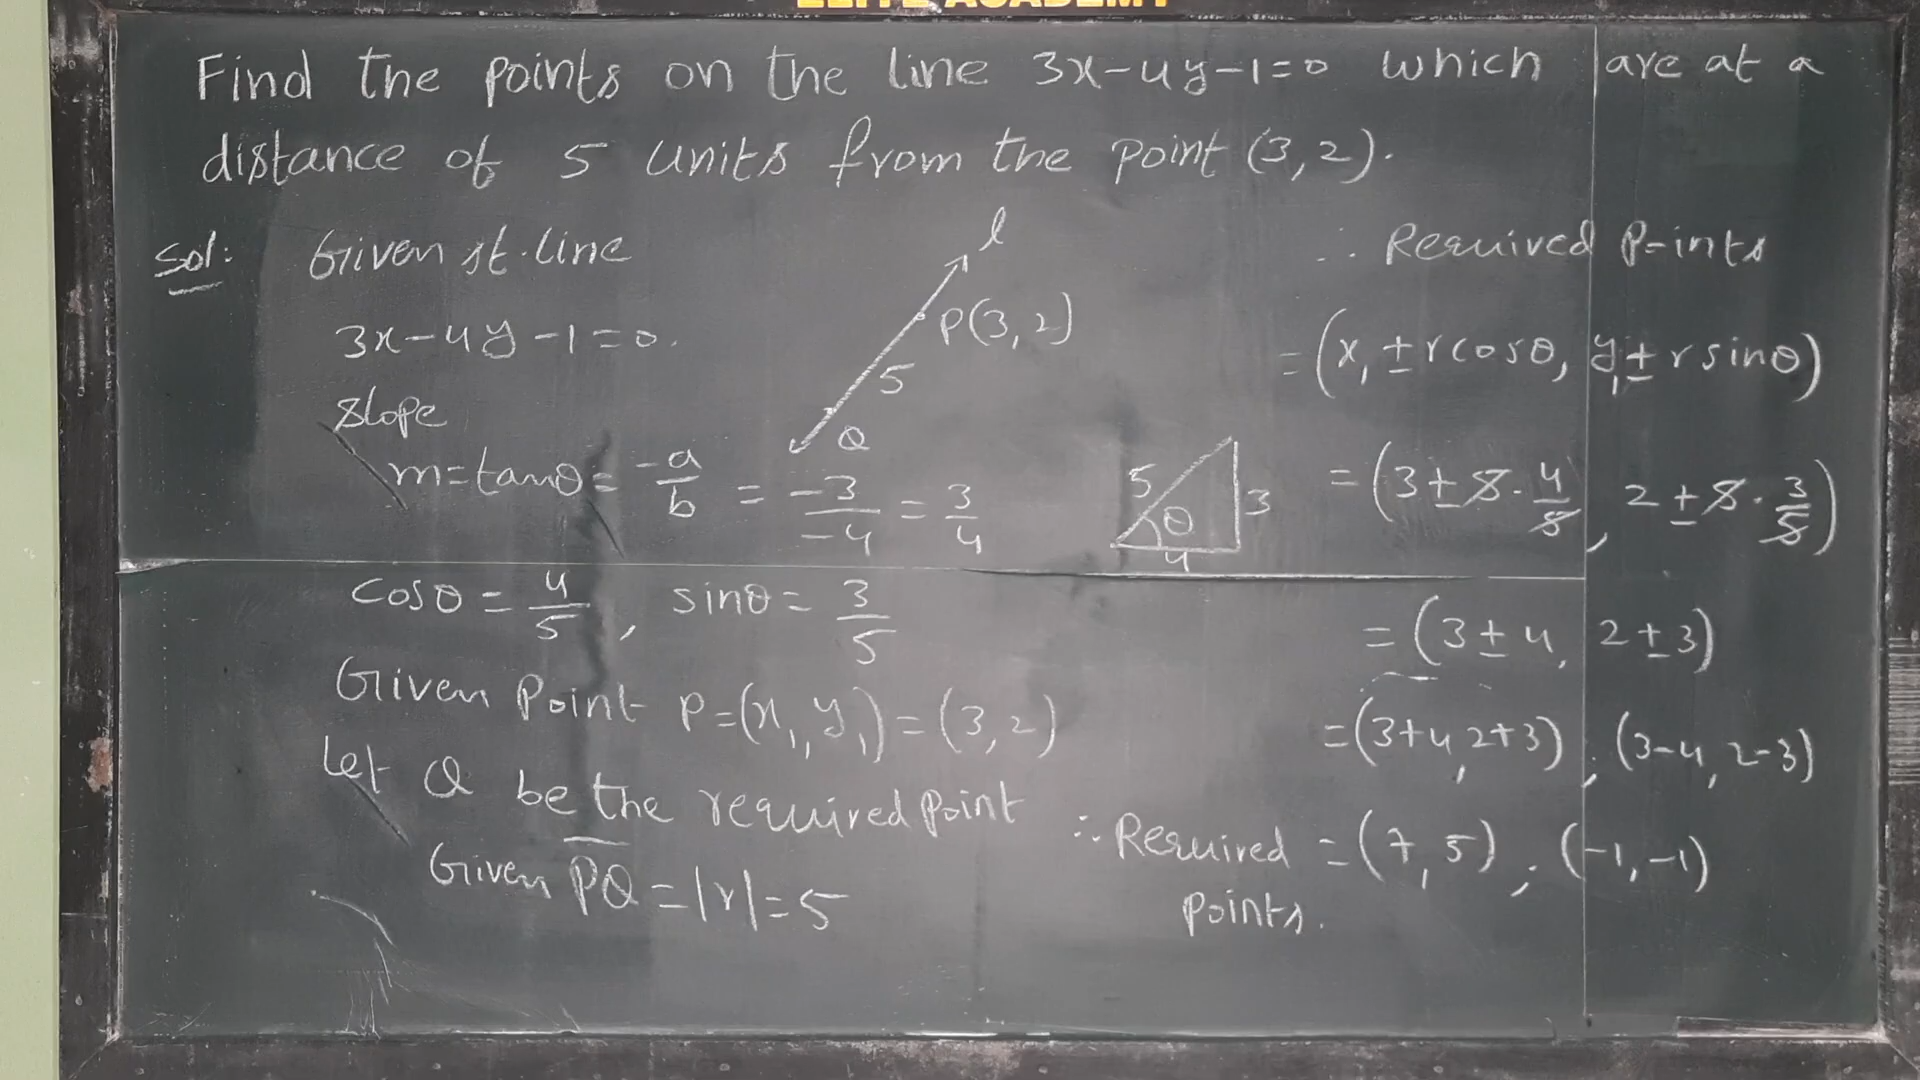 ELITE ACADEMY
Find the points on the line 3x-4y-1=0 which are at a
distance of 5 units from the point (3,2).
Sol: Given st. line
3x-4y-1=0.
Slope
m=tanθ = -a/b = -3/-4 = 3/4
l
P(3,2)
5
Q
5
3
θ
4
cosθ = 4/5, sinθ = 3/5
Given Point P=(x₁,y₁)=(3,2)
Let Q be the required point
Given PQ = |r| = 5
∴ Required Points
= (x₁ ± r cosθ, y₁ ± r sinθ)
= (3 ± 5 · 4/5, 2 ± 5 · 3/5)
= (3 ± 4, 2 ± 3)
= (3+4, 2+3) ; (3-4, 2-3)
∴ Required = (7, 5) ; (-1, -1)
points.